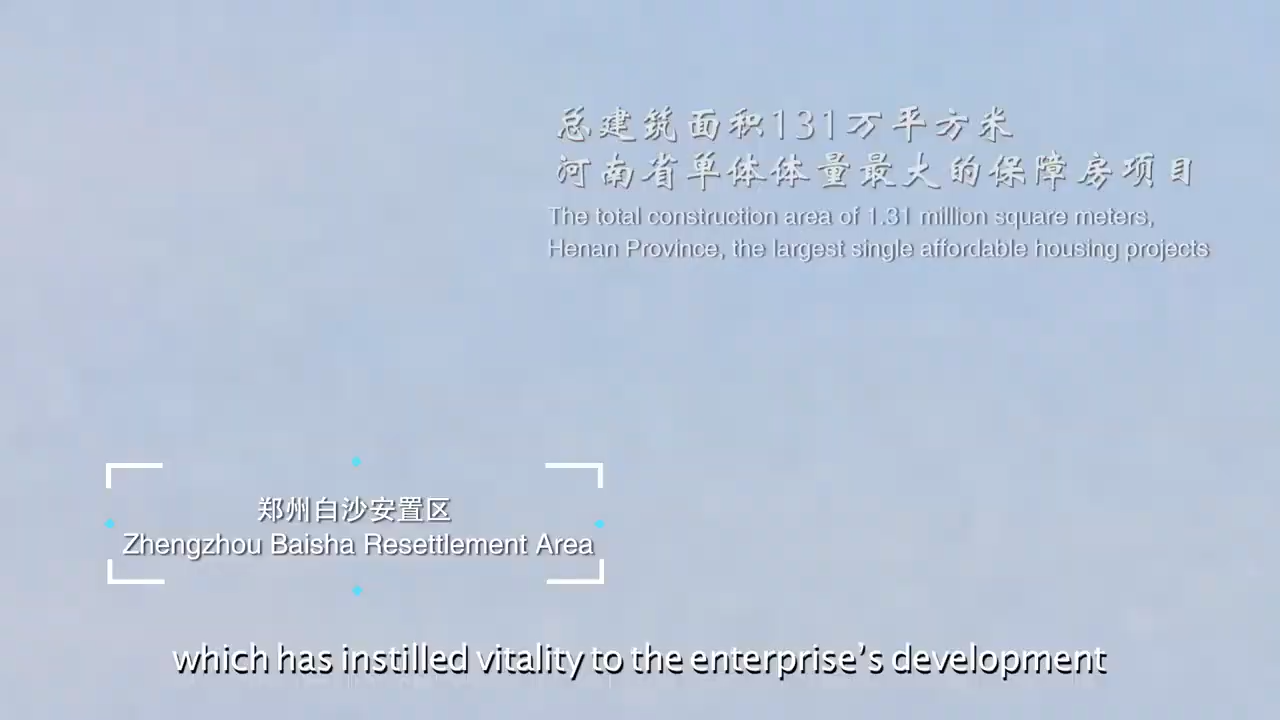 总建筑面积131万平方米
河南省单体体量最大的保障房项目
The total construction area of 1.31 million square meters,
Henan Province, the largest single affordable housing projects
郑州白沙安置区
Zhengzhou Baisha Resettlement Area
which has instilled vitality to the enterprise’s development